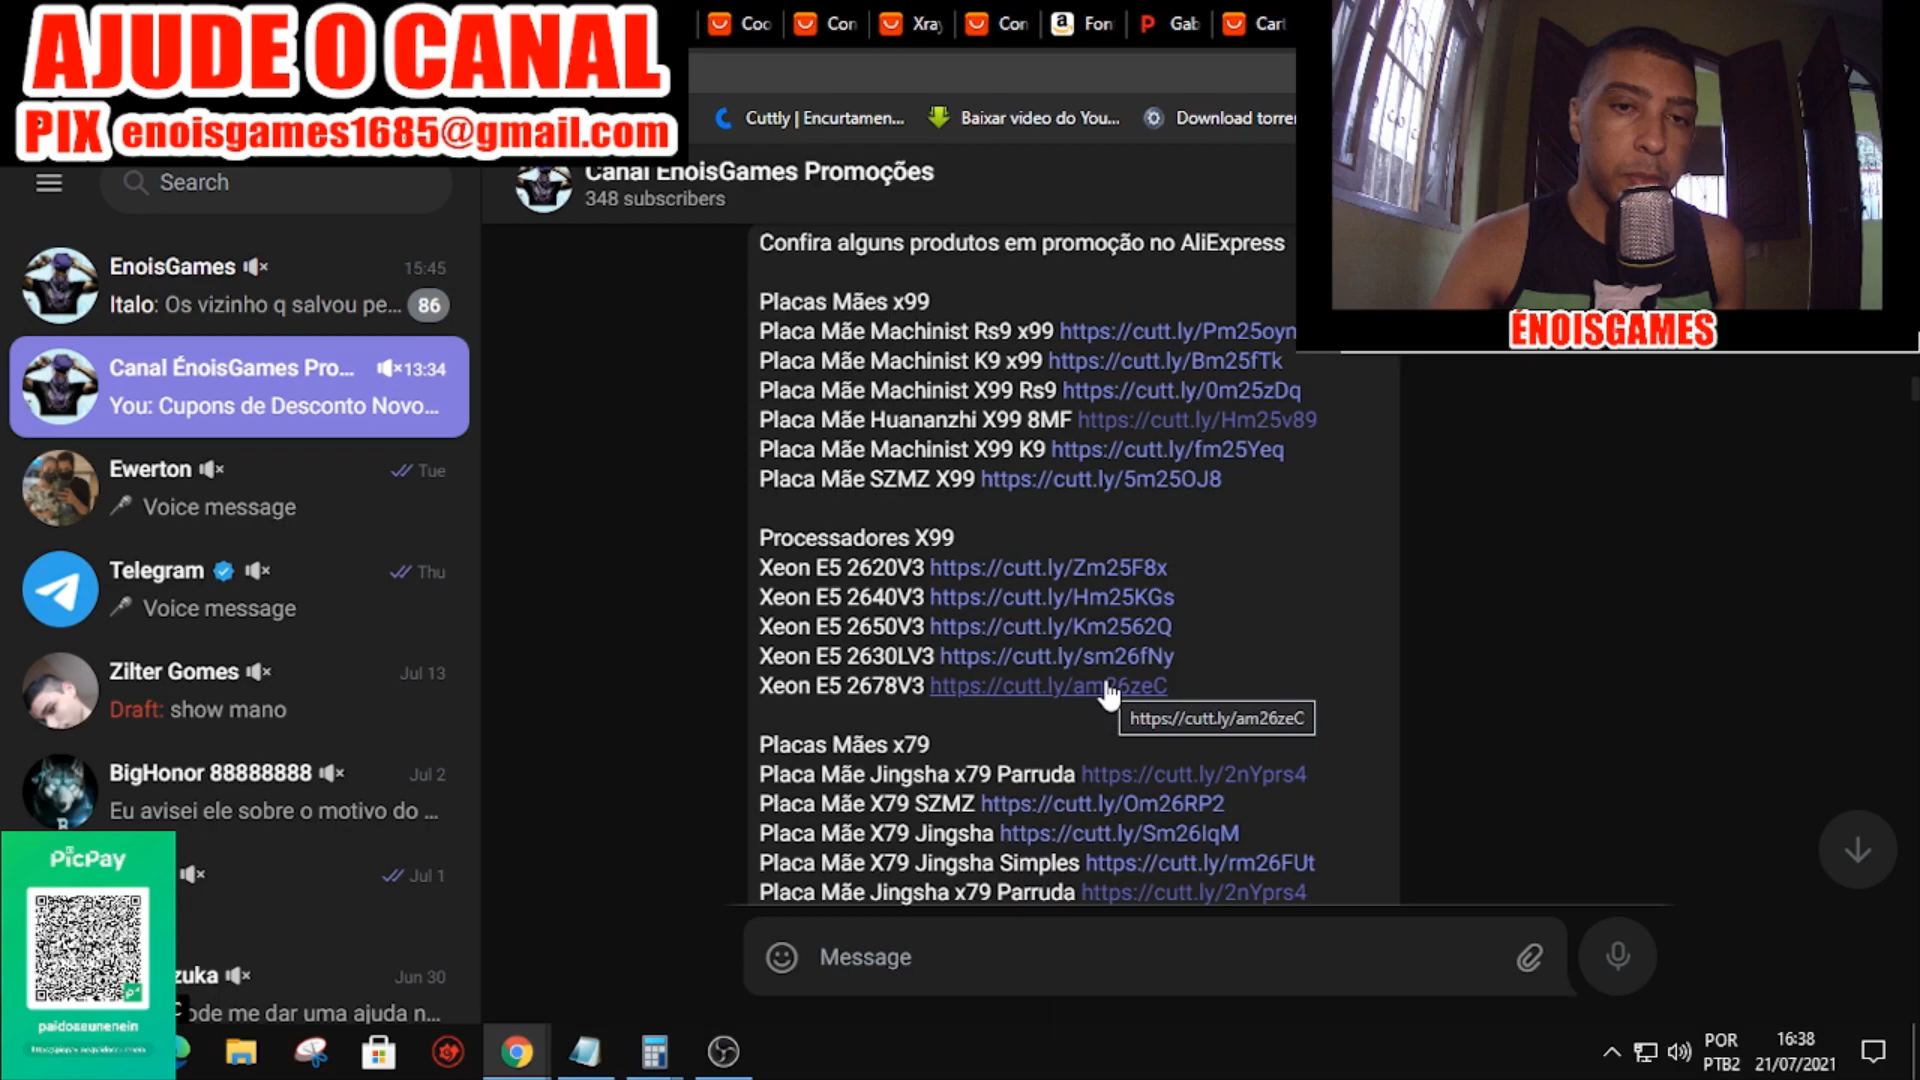 AJUDE O CANAL
PIX enoisgames1685@gmail.com
Coo
Con
Xray
Con
Fon
Gab
Cart
Cuttly | Encurtamen...
Baixar video do You...
Download torre
Search
Canal ÉnoisGames Promoções
348 subscribers
EnoisGames
15:45
Italo: Os vizinho q salvou pe...
86
Canal ÉnoisGames Pro...
13:34
You: Cupons de Desconto Novo...
Ewerton
Tue
Voice message
Telegram
Thu
Voice message
Zilter Gomes
Jul 13
Draft: show mano
BigHonor 88888888
Jul 2
Eu avisei ele sobre o motivo do ...
Jul 1
zuka
Jun 30
ode me dar uma ajuda n...
PicPay
paidoseunenein
Confira alguns produtos em promoção no AliExpress
Placas Mães x99
Placa Mãe Machinist Rs9 x99 https://cutt.ly/Pm25oyn
Placa Mãe Machinist K9 x99 https://cutt.ly/Bm25fTk
Placa Mãe Machinist X99 Rs9 https://cutt.ly/0m25zDq
Placa Mãe Huananzhi X99 8MF https://cutt.ly/Hm25v89
Placa Mãe Machinist X99 K9 https://cutt.ly/fm25Yeq
Placa Mãe SZMZ X99 https://cutt.ly/5m25OJ8
Processadores X99
Xeon E5 2620V3 https://cutt.ly/Zm25F8x
Xeon E5 2640V3 https://cutt.ly/Hm25KGs
Xeon E5 2650V3 https://cutt.ly/Km2562Q
Xeon E5 2630LV3 https://cutt.ly/sm26fNy
Xeon E5 2678V3 https://cutt.ly/am26zeC
https://cutt.ly/am26zeC
Placas Mães x79
Placa Mãe Jingsha x79 Parruda https://cutt.ly/2nYprs4
Placa Mãe X79 SZMZ https://cutt.ly/Om26RP2
Placa Mãe X79 Jingsha https://cutt.ly/Sm26IqM
Placa Mãe X79 Jingsha Simples https://cutt.ly/rm26FUt
Placa Mãe Jingsha x79 Parruda https://cutt.ly/2nYprs4
Message
ÉNOISGAMES
POR
PTB2
16:38
21/07/2021